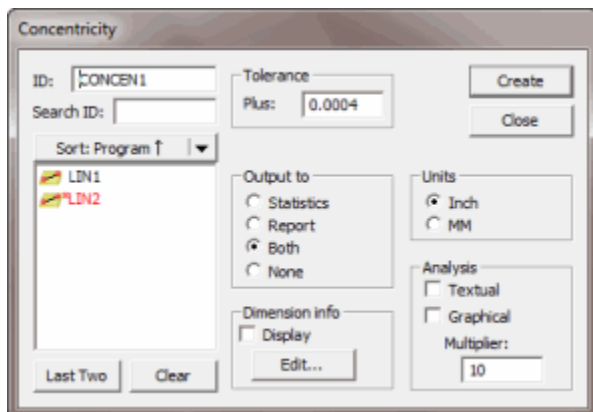 Concentricity
ID: CONCEN1
Search ID:
Sort: Program ↑
LIN1
*LIN2
Last Two
Clear
Tolerance
Plus: 0.0004
Output to
Statistics
Report
Both
None
Dimension info
Display
Edit...
Create
Close
Units
Inch
MM
Analysis
Textual
Graphical
Multiplier:
10